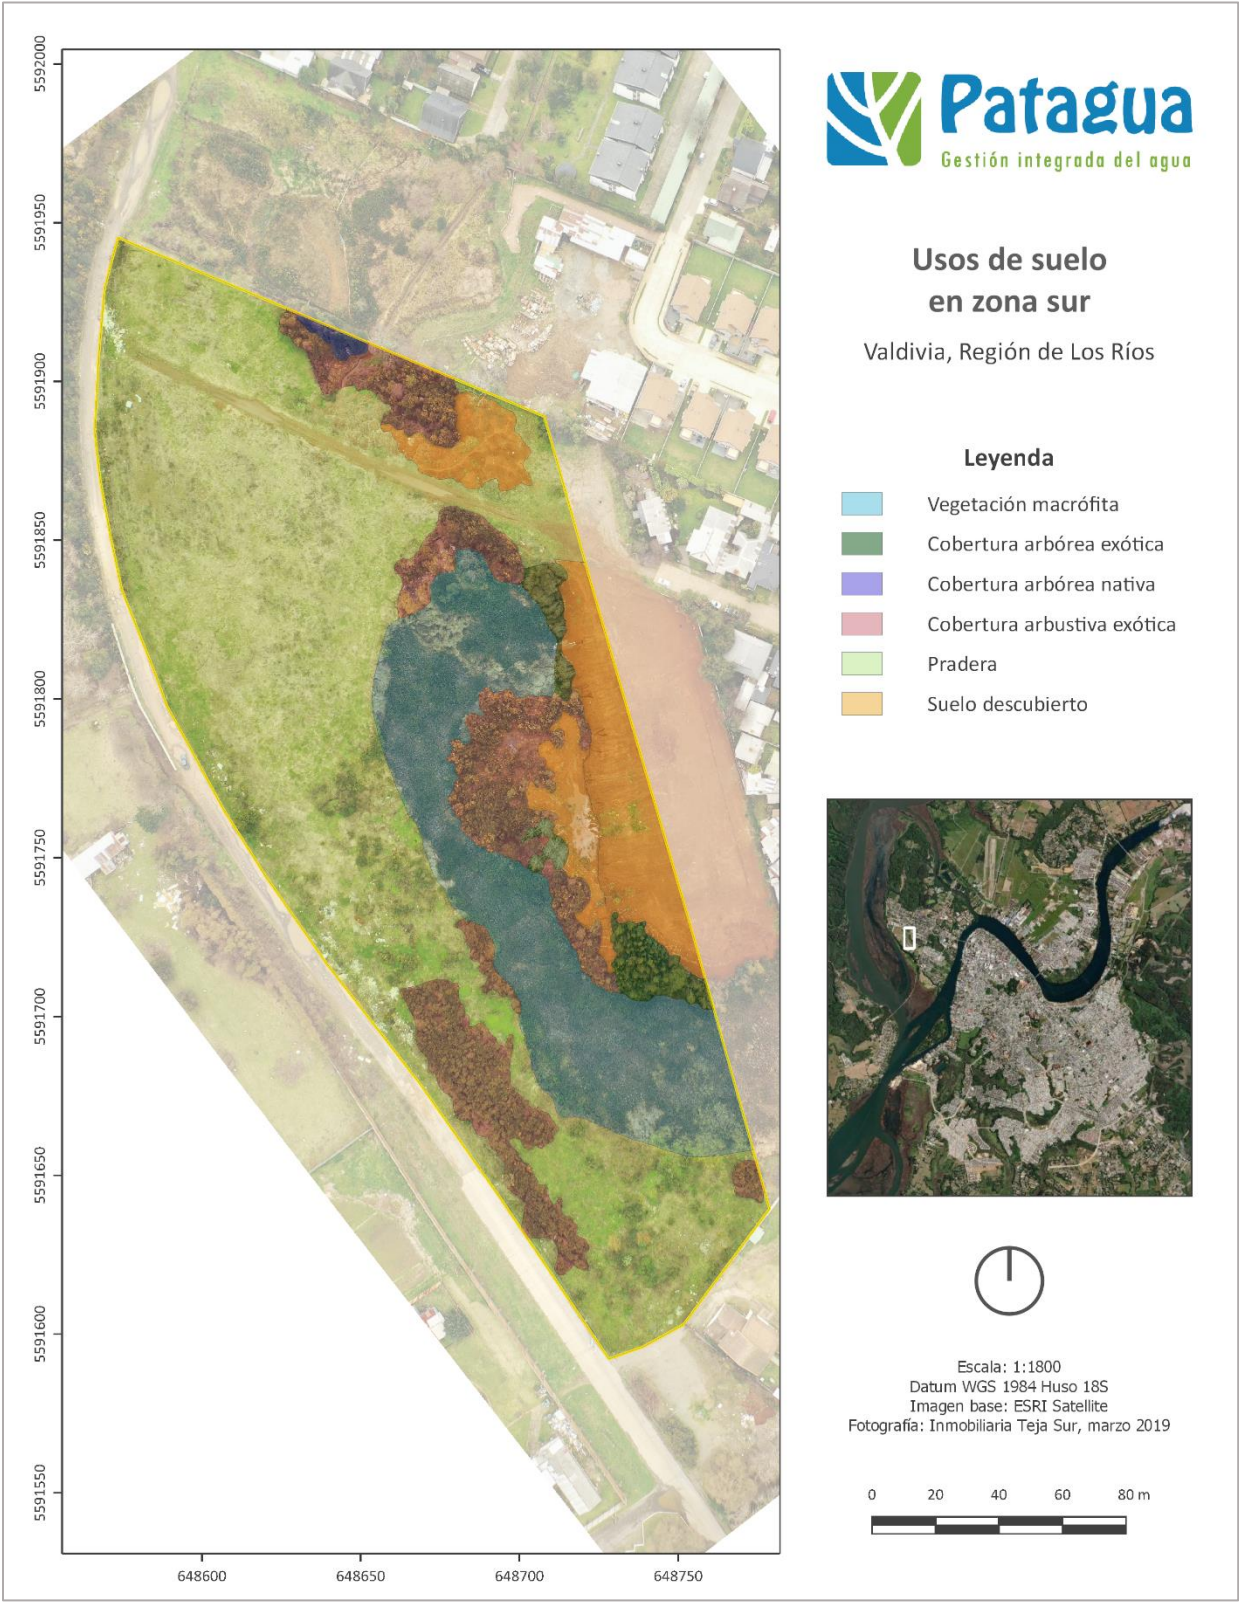 Patagua
Gestión integrada del agua
Usos de suelo
en zona sur
Valdivia, Región de Los Ríos
Leyenda
Vegetación macrófita
Cobertura arbórea exótica
Cobertura arbórea nativa
Cobertura arbustiva exótica
Pradera
Suelo descubierto
Escala: 1:1800
Datum WGS 1984 Huso 18S
Imagen base: ESRI Satellite
Fotografía: Inmobiliaria Teja Sur, marzo 2019
0 20 40 60 80 m
5592000
5591950
5591900
5591850
5591800
5591750
5591700
5591650
5591600
5591550
648600 648650 648700 648750